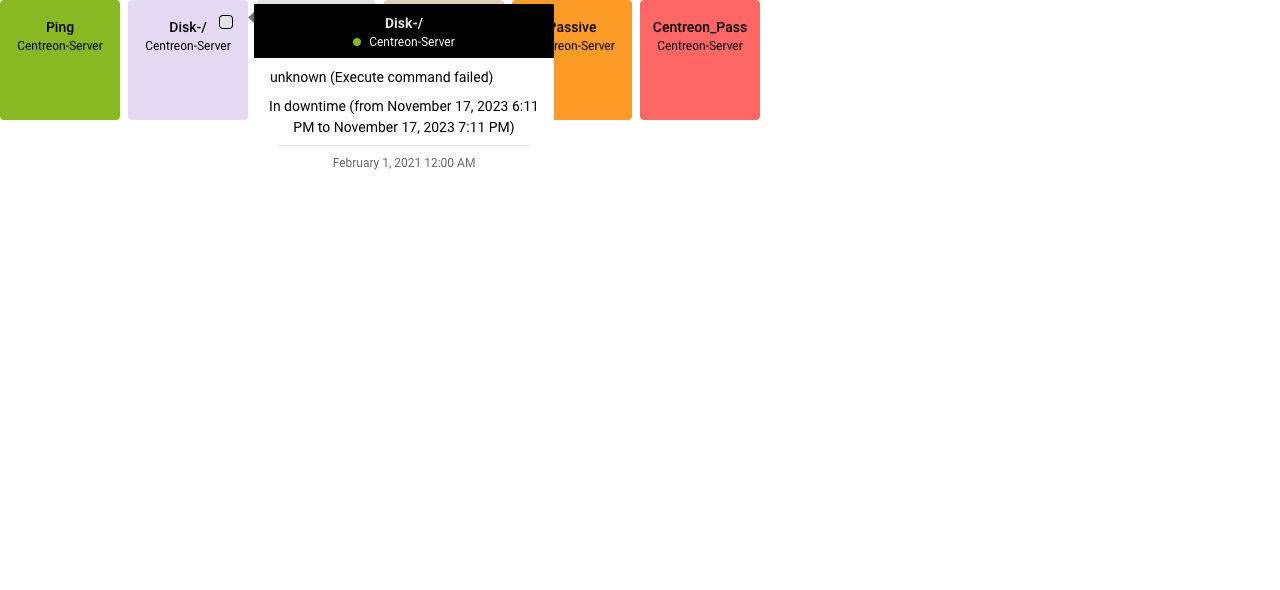 Ping
Centreon-Server
Disk-/
Centreon-Server
Disk-/
Centreon-Server
unknown (Execute command failed)
In downtime (from November 17, 2023 6:11
PM to November 17, 2023 7:11 PM)
February 1, 2021 12:00 AM
Passive
reon-Server
Centreon_Pass
Centreon-Server